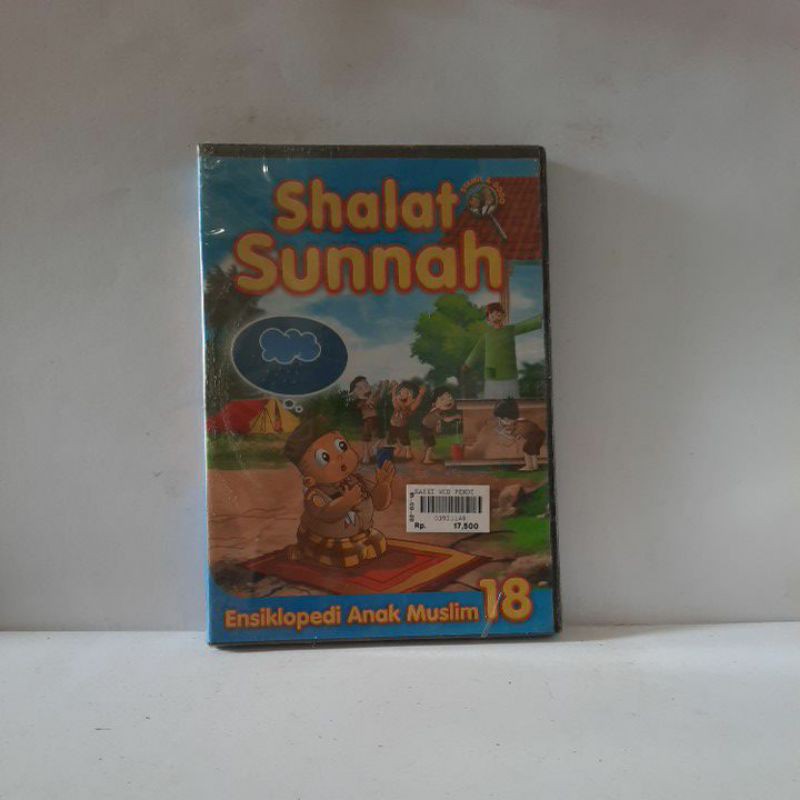 Shalat
Sunnah
Rp. 17,500
Ensiklopedi Anak Muslim 18